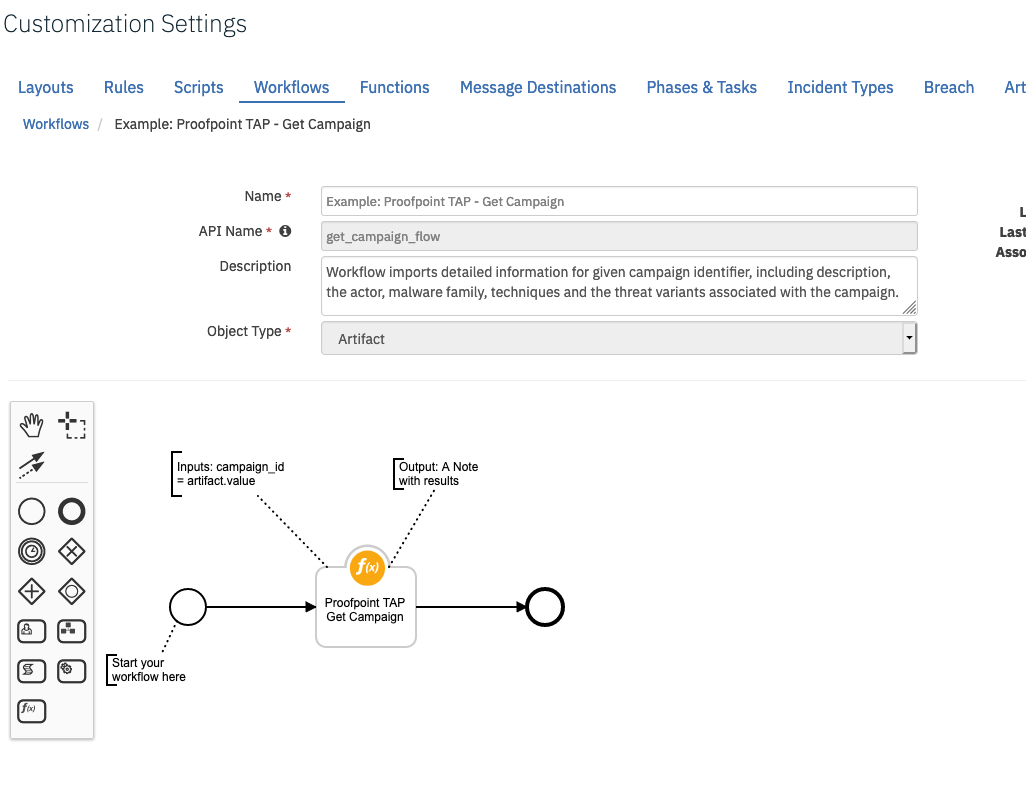 Customization Settings
Layouts Rules Scripts Workflows Functions Message Destinations Phases & Tasks Incident Types Breach Art
Workflows / Example: Proofpoint TAP - Get Campaign
Name * Example: Proofpoint TAP - Get Campaign
L
API Name * get_campaign_flow
Last
Asso
Description Workflow imports detailed information for given campaign identifier, including description,
the actor, malware family, techniques and the threat variants associated with the campaign.
Object Type * Artifact
Inputs: campaign_id
= artifact.value
Output: A Note
with results
f(x)
Proofpoint TAP
Get Campaign
Start your
workflow here
f(x)